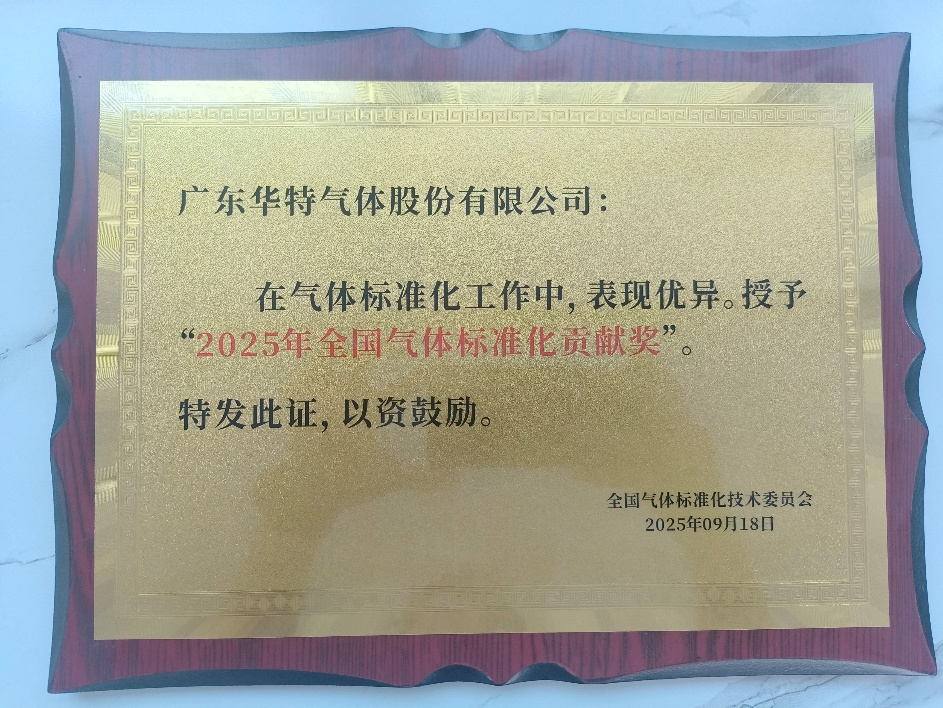 广东华特气体股份有限公司：
在气体标准化工作中，表现优异。授予
“2025年全国气体标准化贡献奖”。
特发此证，以资鼓励。
全国气体标准化技术委员会
2025年09月18日